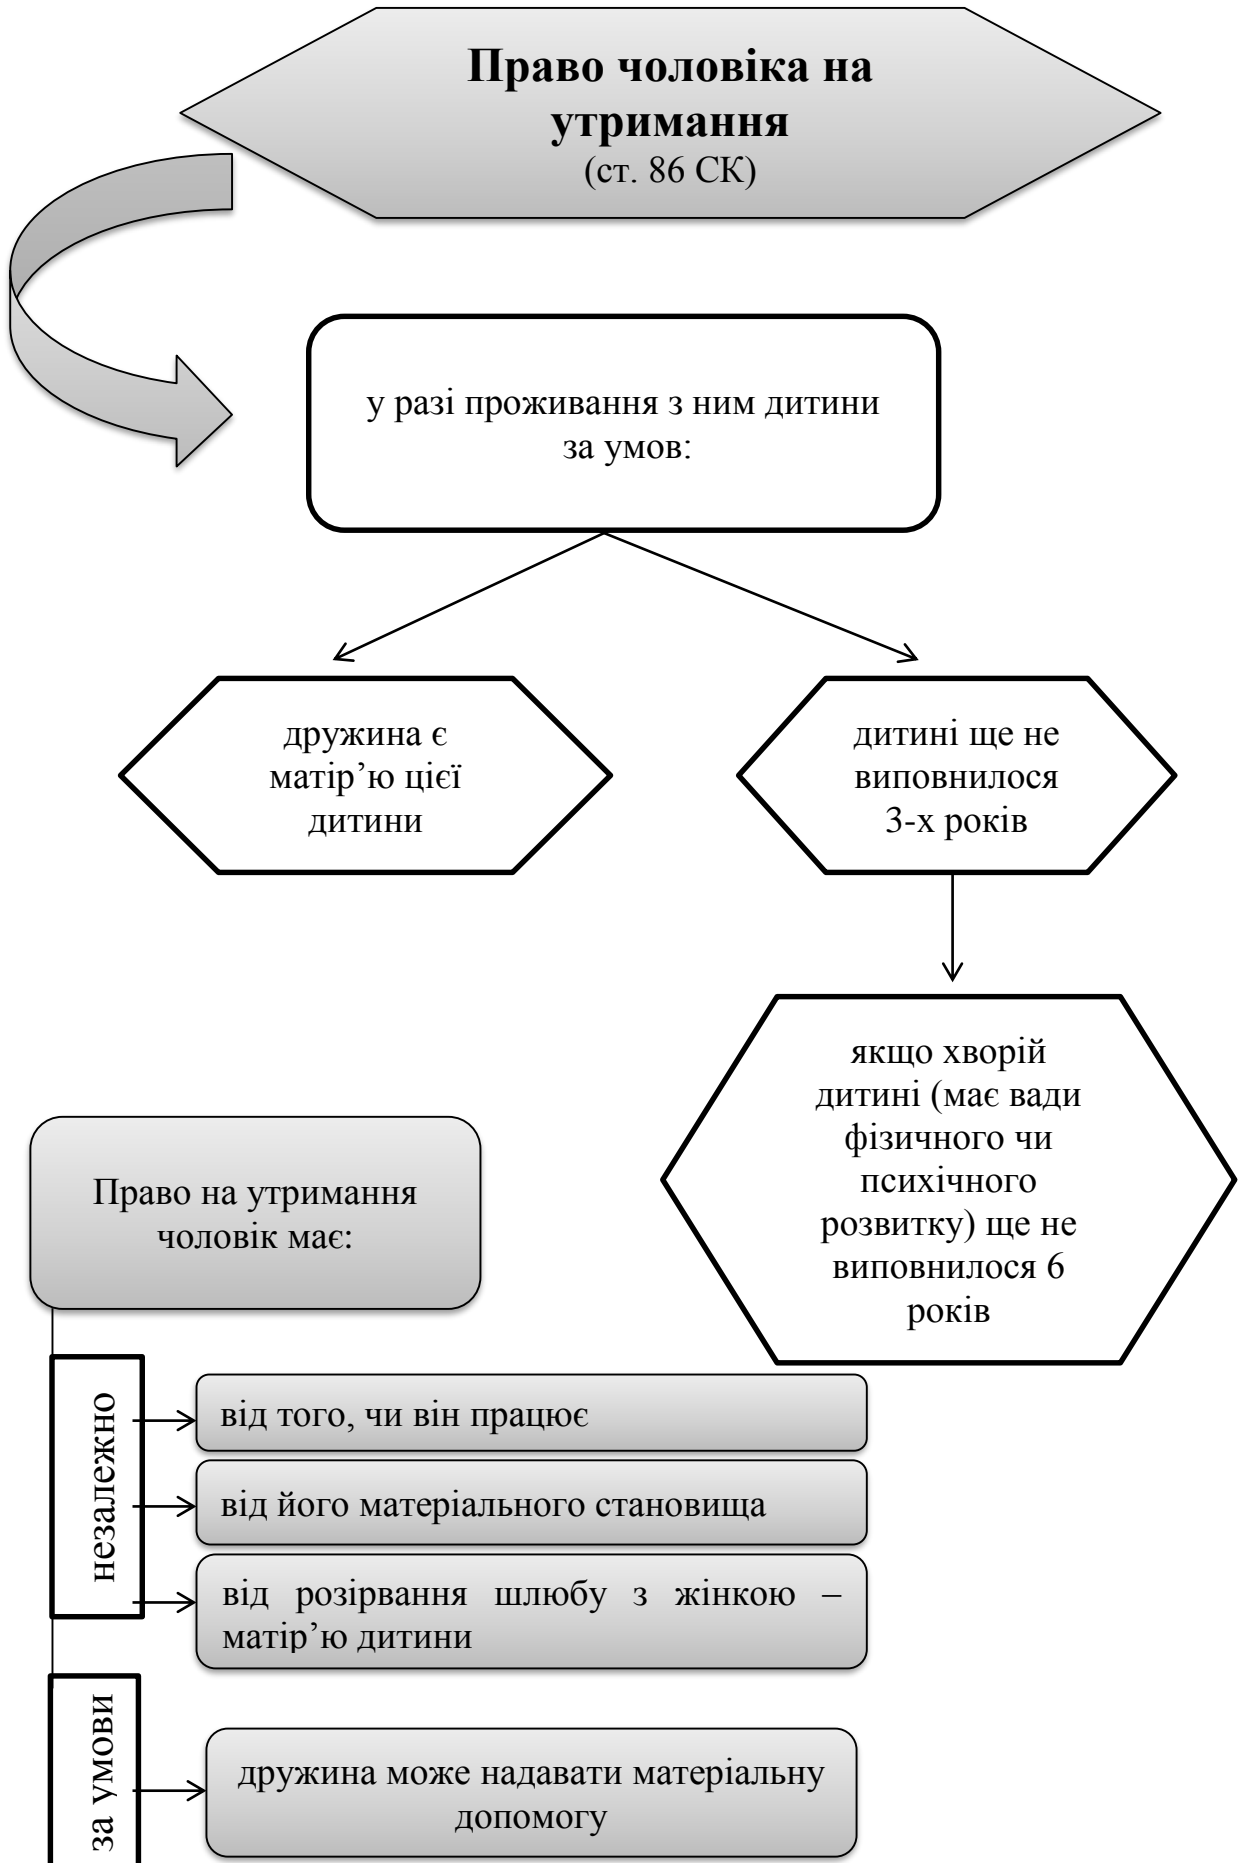 Право чоловіка на
утримання
(ст. 86 СК)
у разі проживання з ним дитини
за умов:
дружина є
матір’ю цієї
дитини
дитині ще не
виповнилося
3-х років
якщо хворій
дитині (має вади
фізичного чи
психічного
розвитку) ще не
виповнилося 6
років
Право на утримання
чоловік має:
незалежно
від того, чи він працює
від його матеріального становища
від розірвання шлюбу з жінкою –
матір’ю дитини
за умови
дружина може надавати матеріальну
допомогу